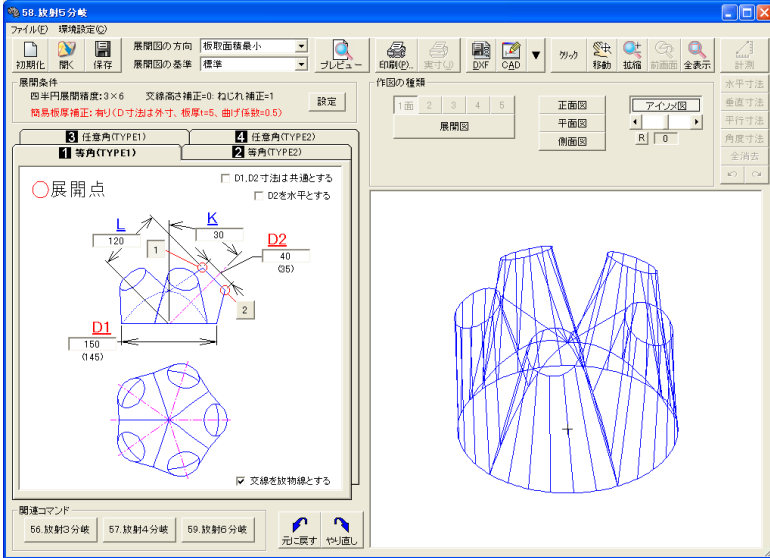 58.放射5分岐
ファイル(F) 環境設定(C)
初期化 開く 保存
展開図の方向 板取面積最小
展開図の基準 標準
プレビュー 印刷(P).. 実寸(J) DXF CAD クリック 移動 拡縮 前画面 全表示 計測
展開条件
四半円展開精度:3×6 交線高さ補正=0: ねじれ補正=1
簡易板厚補正: 有り(D寸法は外寸、板厚t=5、曲げ係数=0.5)
設定
3 任意角(TYPE1) 4 任意角(TYPE2)
1 等角(TYPE1) 2 等角(TYPE2)
○展開点
D1,D2寸法は共通とする
D2を水平とする
L
120
K
30
1
D2
40
(35)
2
D1
150
(145)
交線を放物線とする
関連コマンド
56.放射3分岐 57.放射4分岐 59.放射6分岐
元に戻す やり直し
作図の種類
1面 2 3 4 5
展開図
正面図
平面図
側面図
アイソメ図
R 0
水平寸法
垂直寸法
平行寸法
角度寸法
全消去